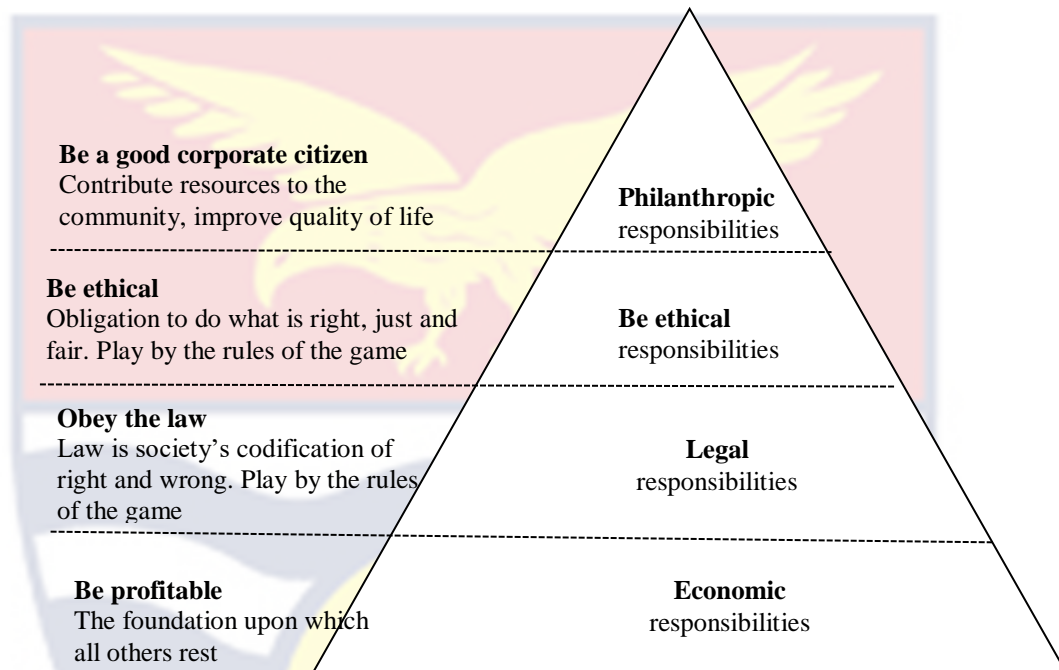 Be a good corporate citizen
Contribute resources to the
community, improve quality of life
Philanthropic
responsibilities
Be ethical
Obligation to do what is right, just and
fair. Play by the rules of the game
Be ethical
responsibilities
Obey the law
Law is society’s codification of
right and wrong. Play by the rules
of the game
Legal
responsibilities
Be profitable
The foundation upon which
all others rest
Economic
responsibilities